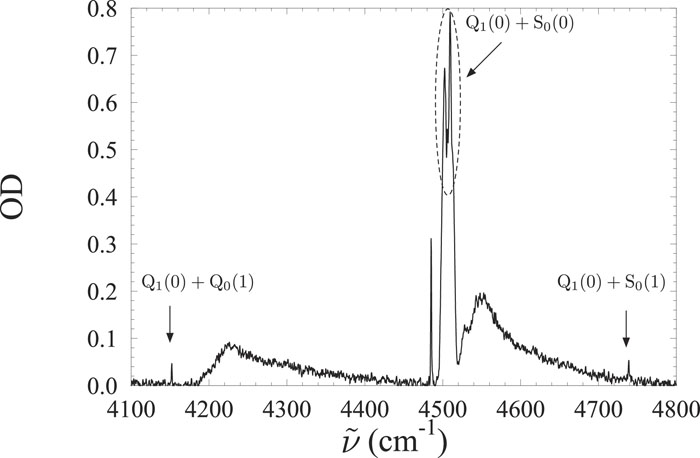 Q₁(0) + S₀(0)
0.8
0.7
0.6
0.5
0.4
0.3
0.2
0.1
0.0
OD
Q₁(0) + Q₀(1)
Q₁(0) + S₀(1)
4100 4200 4300 4400 4500 4600 4700 4800
ν̃ (cm⁻¹)